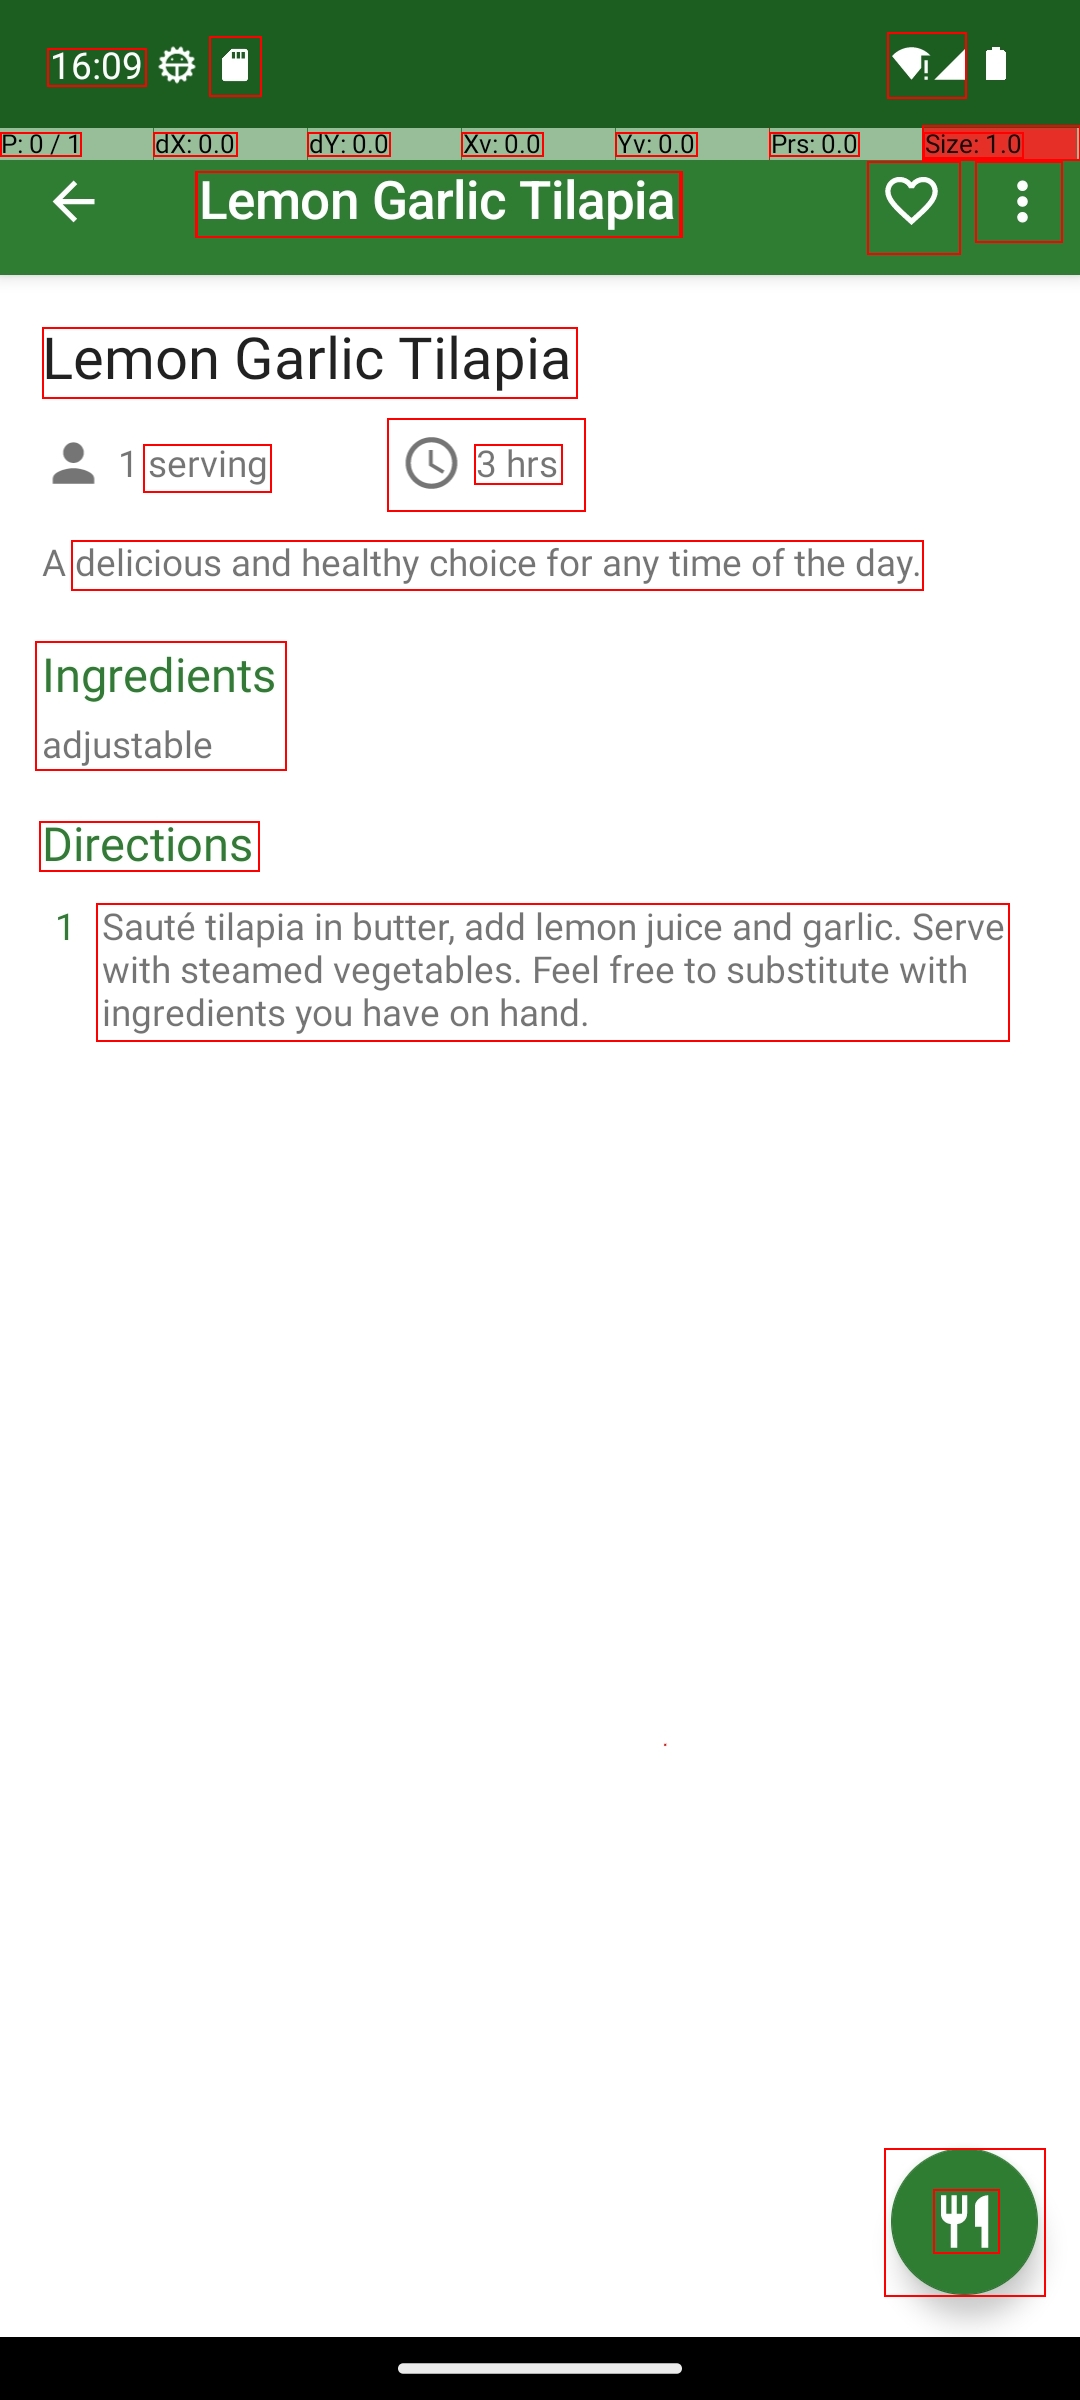 16:09
P: 0 / 1 dX: 0.0 dY: 0.0 Xv: 0.0 Yv: 0.0 Prs: 0.0 Size: 1.0
Lemon Garlic Tilapia
Lemon Garlic Tilapia
1 serving 3 hrs
A delicious and healthy choice for any time of the day.
Ingredients
adjustable
Directions
1 Sauté tilapia in butter, add lemon juice and garlic. Serve
with steamed vegetables. Feel free to substitute with
ingredients you have on hand.